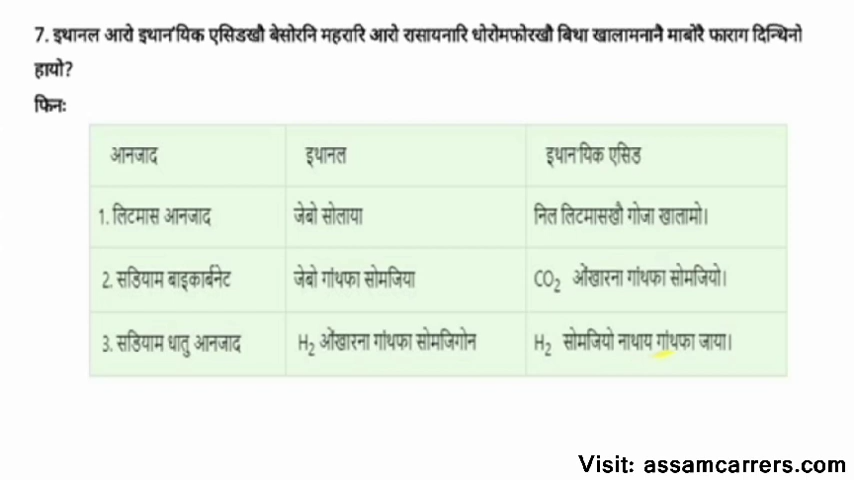 7. इथानल आरो इथान'यिक एसिडखौ बेसोरनि महरारि आरो रासायनारि धोरोमफोरखौ बिथा खालामनानै माबोरै फाराग दिन्थिनो
हायो?
फिनः
आनजाद इथानल इथान'यिक एसिड
1. लिटमास आनजाद जेबो सोलाया निल लिटमासखौ गोजा खालामो।
2. सडियाम बाइकार्बनेट जेबो गांथफा सोमजिया CO₂ ओंखारना गांथफा सोमजियो।
3. सडियाम धातु आनजाद H₂ ओंखारना गांथफा सोमजिगोन H₂ सोमजियो नाथाय गांथफा जाया।
Visit: assamcarrers.com